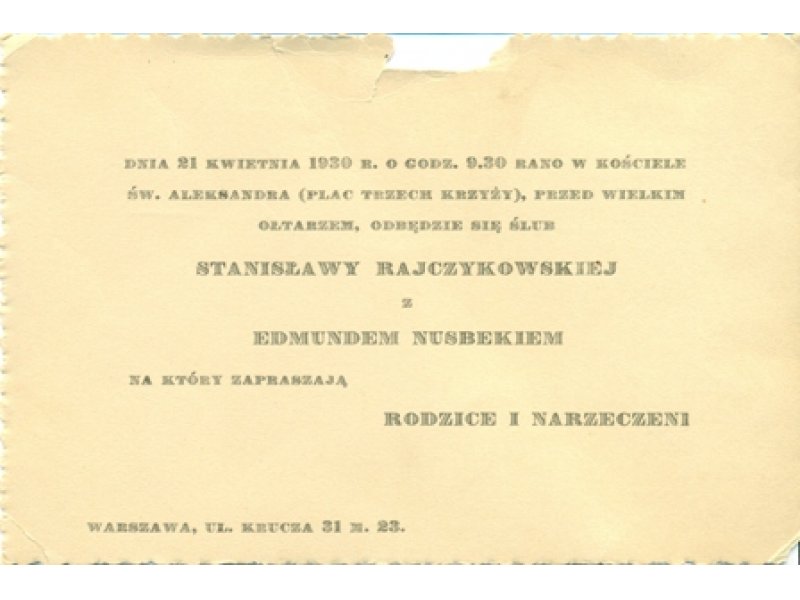 DNIA 21 KWIETNIA 1930 R. O GODZ. 9.30 RANO W KOŚCIELE
ŚW. ALEKSANDRA (PLAC TRZECH KRZYŻY), PRZED WIELKIM
OŁTARZEM, ODBĘDZIE SIĘ ŚLUB
STANISŁAWY RAJCZYKOWSKIEJ
Z
EDMUNDEM NUSBEKIEM
NA KTÓRY ZAPRASZAJĄ
RODZICE I NARZECZENI
WARSZAWA, UL. KRUCZA 31 M. 23.